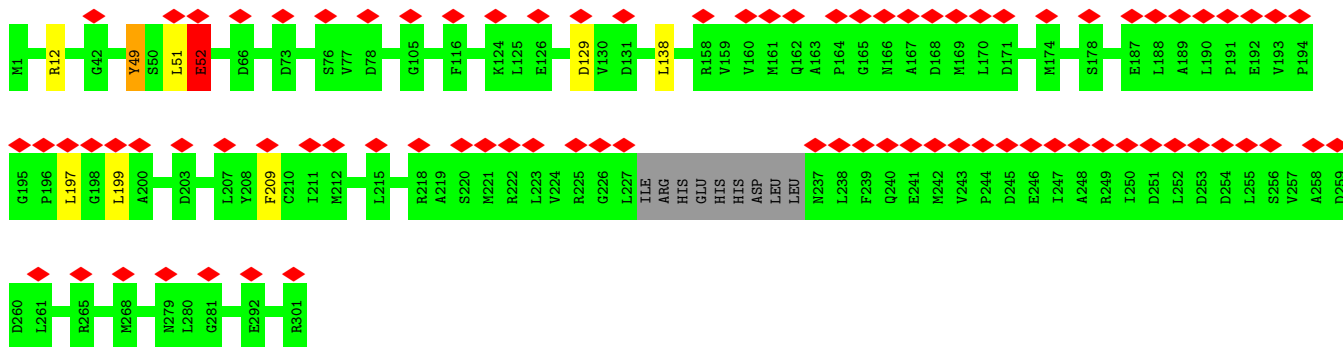 M1 R12 G42 Y49 S50 L51 E52 D66 D73 S76 V77 D78 G105 F116 K124 L125 E126 D129 V130 D131 L138 R158 V159 V160 M161 Q162 A163 P164 G165 N166 A167 D168 M169 L170 D171 M174 S178 E187 L188 A189 L190 P191 E192 V193 P194
G195 P196 L197 G198 L199 A200 D203 L207 Y208 F209 C210 I211 M212 L215 R218 A219 S220 M221 R222 L223 V224 R225 G226 L227 ILE ARG HIS GLU HIS HIS ASP LEU LEU N237 L238 F239 Q240 E241 M242 V243 P244 D245 E246 I247 A248 R249 I250 D251 L252 D253 D254 L255 S256 V257 A258 D259
D260 L261 R265 M268 N279 L280 G281 E292 R301